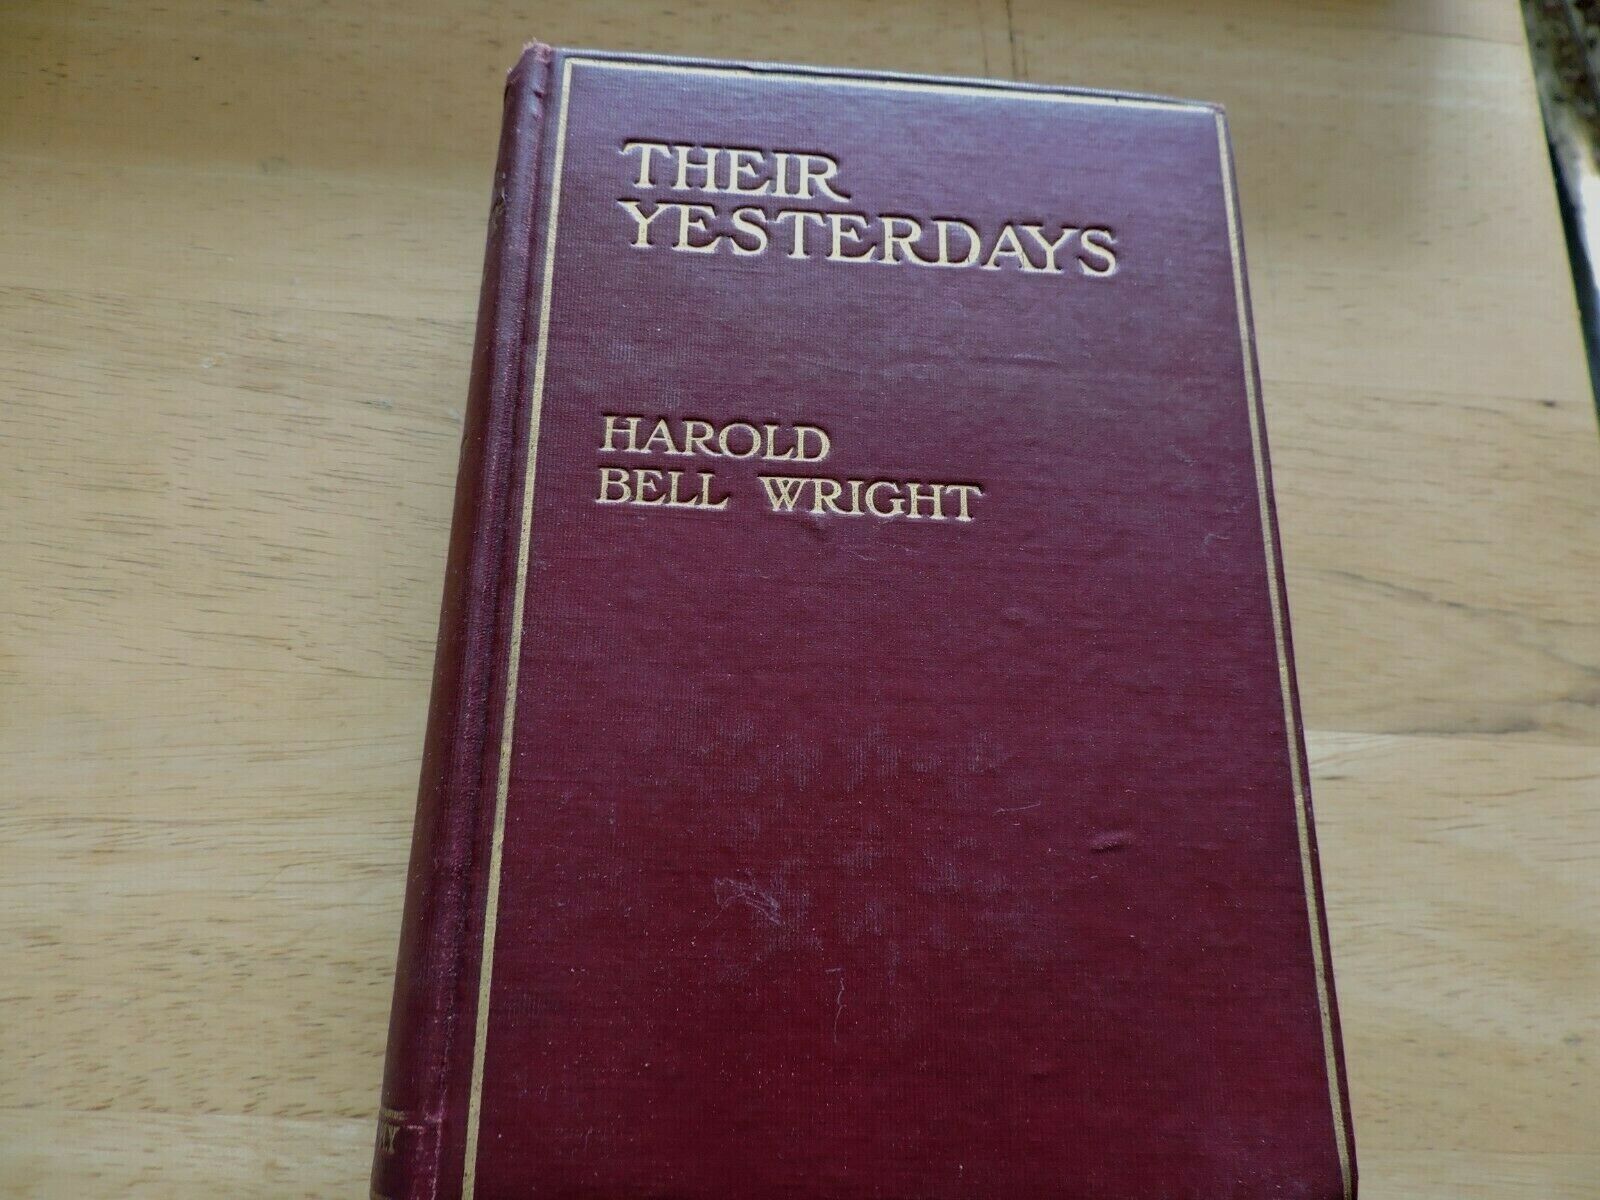 THEIR
YESTERDAYS
HAROLD
BELL WRIGHT